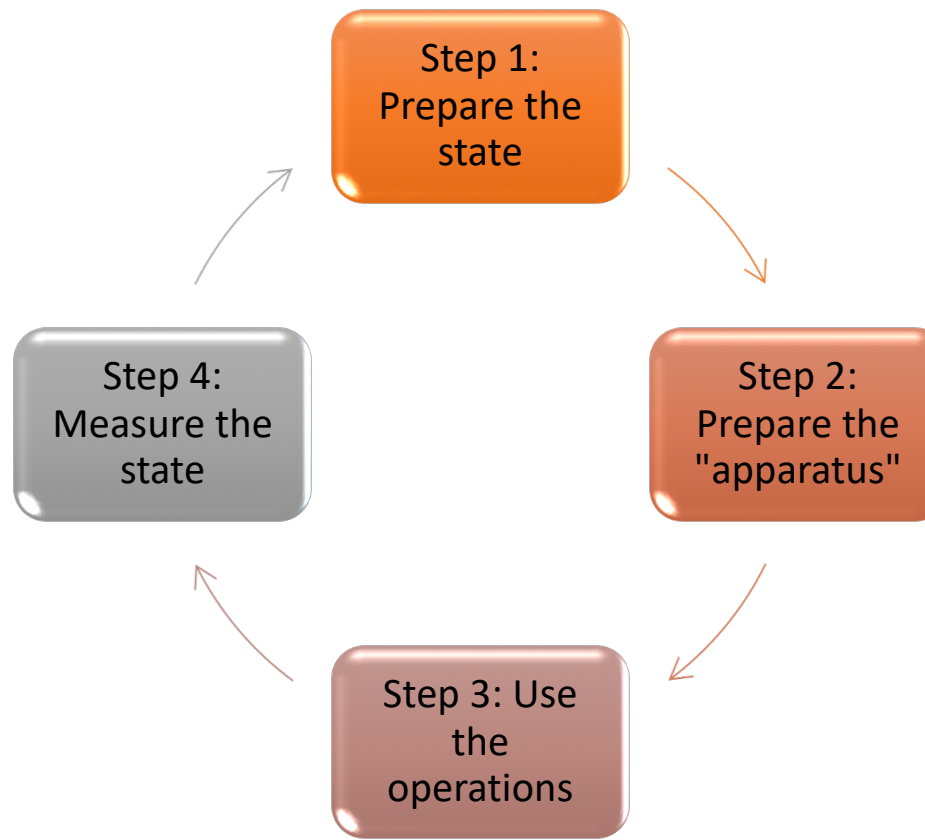 Step 1:
Prepare the
state
Step 2:
Prepare the
"apparatus"
Step 3: Use
the
operations
Step 4:
Measure the
state